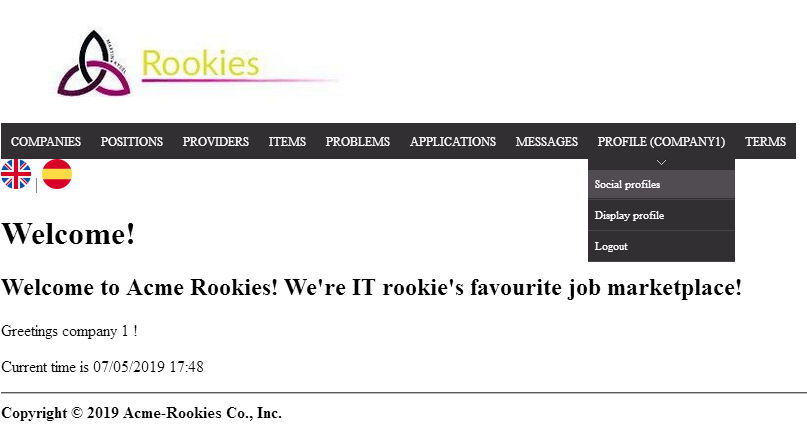 Rookies
COMPANIES POSITIONS PROVIDERS ITEMS PROBLEMS APPLICATIONS MESSAGES PROFILE (COMPANY1) TERMS
Social profiles
Display profile
Logout
|
Welcome!
Welcome to Acme Rookies! We're IT rookie's favourite job marketplace!
Greetings company 1 !
Current time is 07/05/2019 17:48
Copyright © 2019 Acme-Rookies Co., Inc.